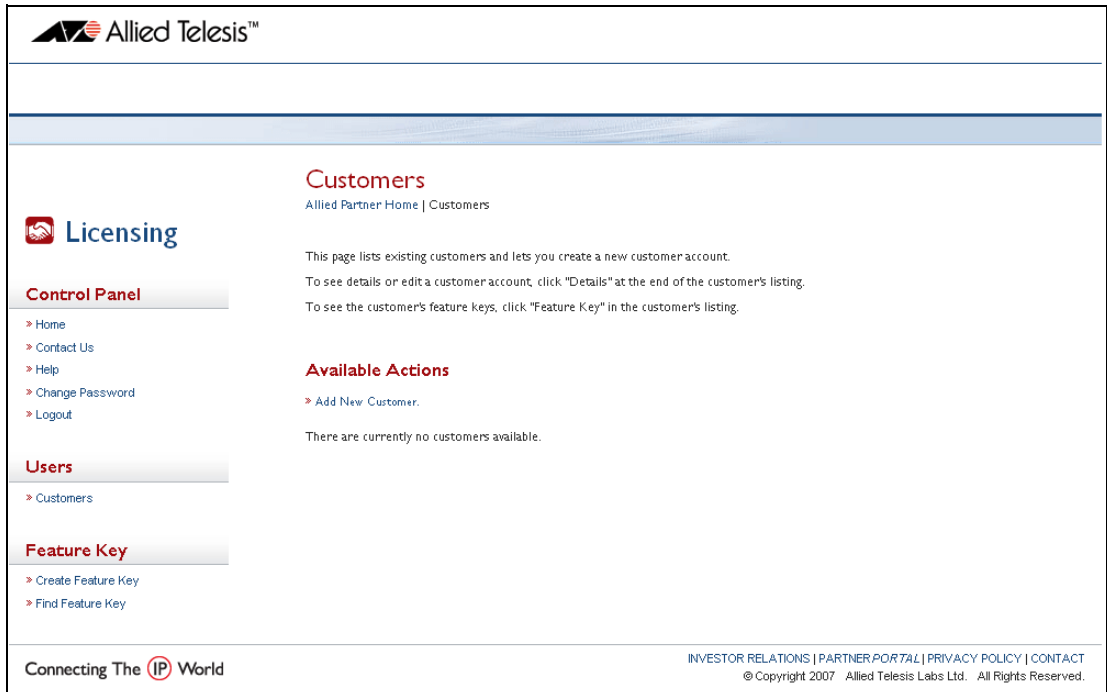 Allied Telesis™
Customers
Allied Partner Home | Customers
Licensing
This page lists existing customers and lets you create a new customer account.
To see details or edit a customer account, click "Details" at the end of the customer's listing.
To see the customer's feature keys, click "Feature Key" in the customer's listing.
Control Panel
» Home
» Contact Us
» Help
» Change Password
» Logout
Available Actions
» Add New Customer.
There are currently no customers available.
Users
» Customers
Feature Key
» Create Feature Key
» Find Feature Key
Connecting The IP World
INVESTOR RELATIONS | PARTNER PORTAL | PRIVACY POLICY | CONTACT
© Copyright 2007 Allied Telesis Labs Ltd. All Rights Reserved.